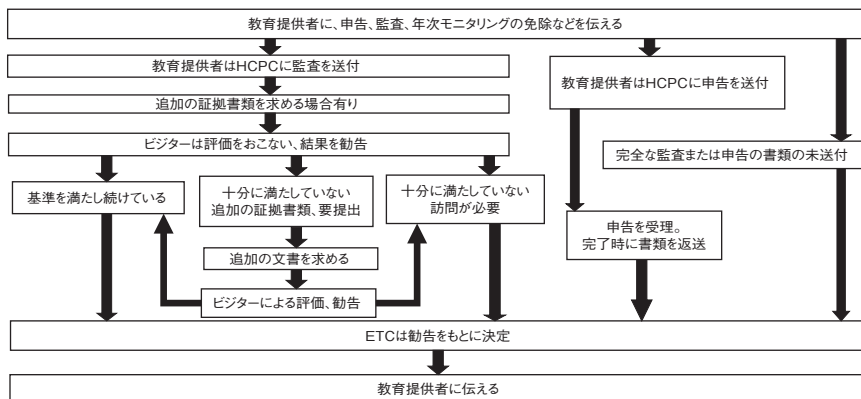 教育提供者に、申告、監査、年次モニタリングの免除などを伝える
教育提供者はHCPCに監査を送付
教育提供者はHCPCに申告を送付
追加の証拠書類を求める場合有り
ビジターは評価をおこない、結果を勧告
完全な監査または申告の書類の未送付
基準を満たし続けている
十分に満たしていない
追加の証拠書類、要提出
十分に満たしていない
訪問が必要
申告を受理。
完了時に書類を返送
追加の文書を求める
ビジターによる評価、勧告
ETCは勧告をもとに決定
教育提供者に伝える